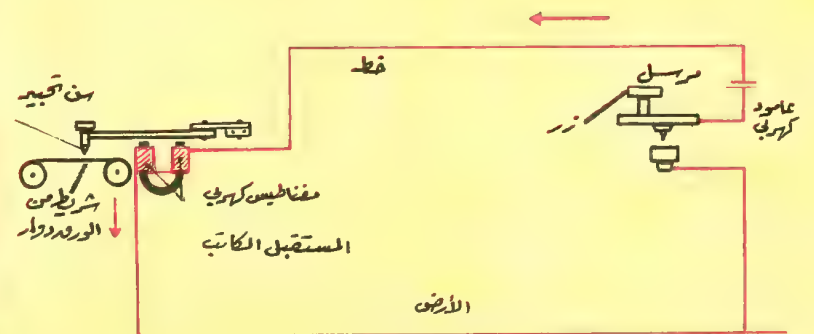 خط
مرسل
عامود
كهربي
زر
سن تحبير
شريط من
الورق دوار
مغناطيس كهربي
المستقبل الكاتب
الأرض